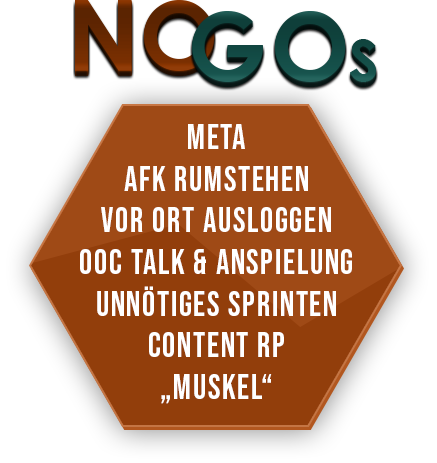 NOGOs
META
AFK RUMSTEHEN
VOR ORT AUSLOGGEN
OOC TALK & ANSPIELUNG
UNNÖTIGES SPRINTEN
CONTENT RP
„MUSKEL“